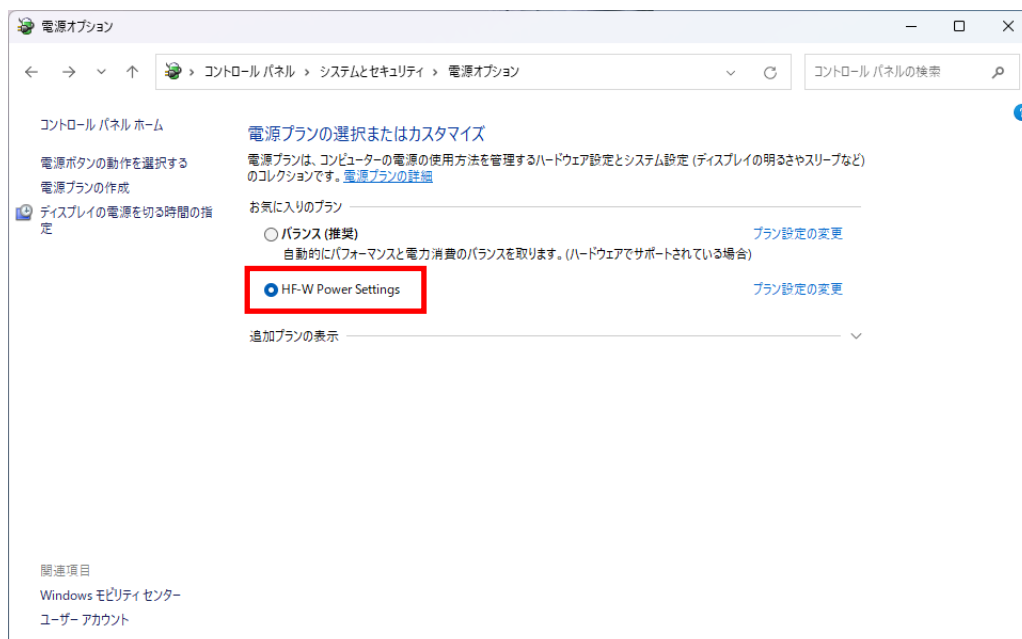 電源オプション
コントロール パネル › システムとセキュリティ › 電源オプション
コントロール パネルの検索
コントロール パネル ホーム
電源ボタンの動作を選択する
電源プランの作成
ディスプレイの電源を切る時間の指
定
電源プランの選択またはカスタマイズ
電源プランは、コンピューターの電源の使用方法を管理するハードウェア設定とシステム設定 (ディスプレイの明るさやスリープなど)
のコレクションです。電源プランの詳細
お気に入りのプラン
バランス (推奨) プラン設定の変更
自動的にパフォーマンスと電力消費のバランスを取ります。(ハードウェアでサポートされている場合)
HF-W Power Settings プラン設定の変更
追加プランの表示
関連項目
Windows モビリティ センター
ユーザー アカウント